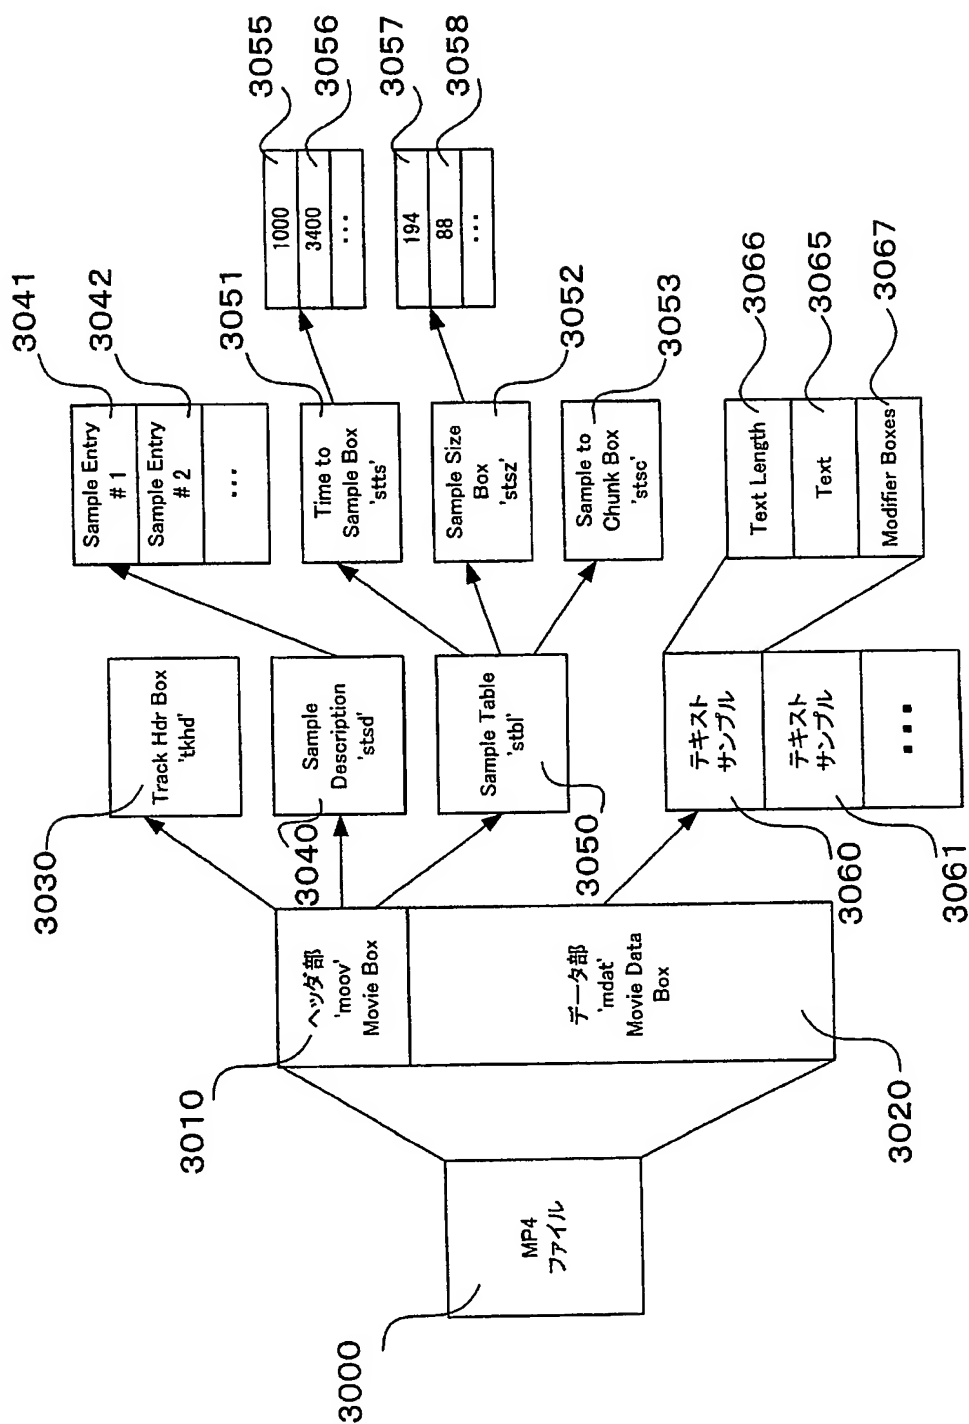 3000
MP4
ファイル
3010
ヘッダ部
'moov'
Movie Box
データ部
'mdat'
Movie Data
Box
3020
3030
Track Hdr Box
'tkhd'
3040
Sample
Description
'stsd'
Sample Table
'stbl'
3050
テキスト
サンプル
テキスト
サンプル
...
3060
3061
3041
3042
Sample Entry
# 1
Sample Entry
# 2
...
3051
Time to
Sample Box
'stts'
Sample Size
Box
'stsz'
3052
Sample to
Chunk Box
'stsc'
3053
1000
3400
...
3055
3056
194
88
...
3057
3058
Text Length
Text
Modifier Boxes
3066
3065
3067